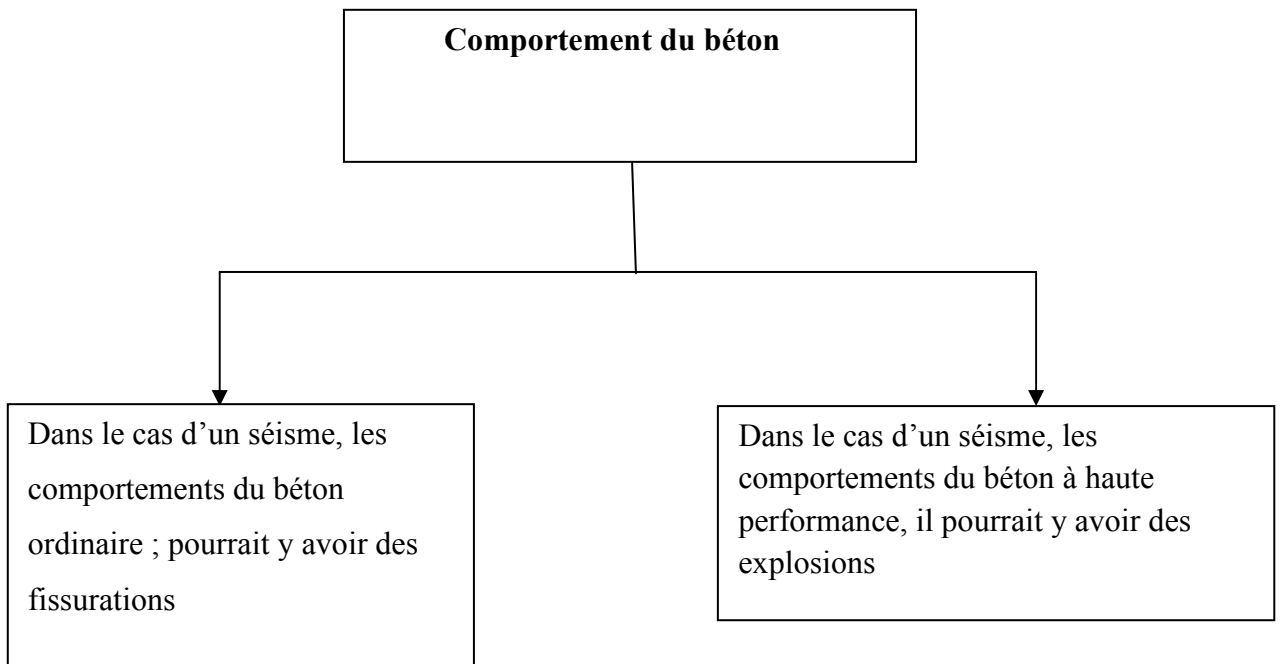 Comportement du béton
Dans le cas d’un séisme, les
comportements du béton
ordinaire ; pourrait y avoir des
fissurations
Dans le cas d’un séisme, les
comportements du béton à haute
performance, il pourrait y avoir des
explosions